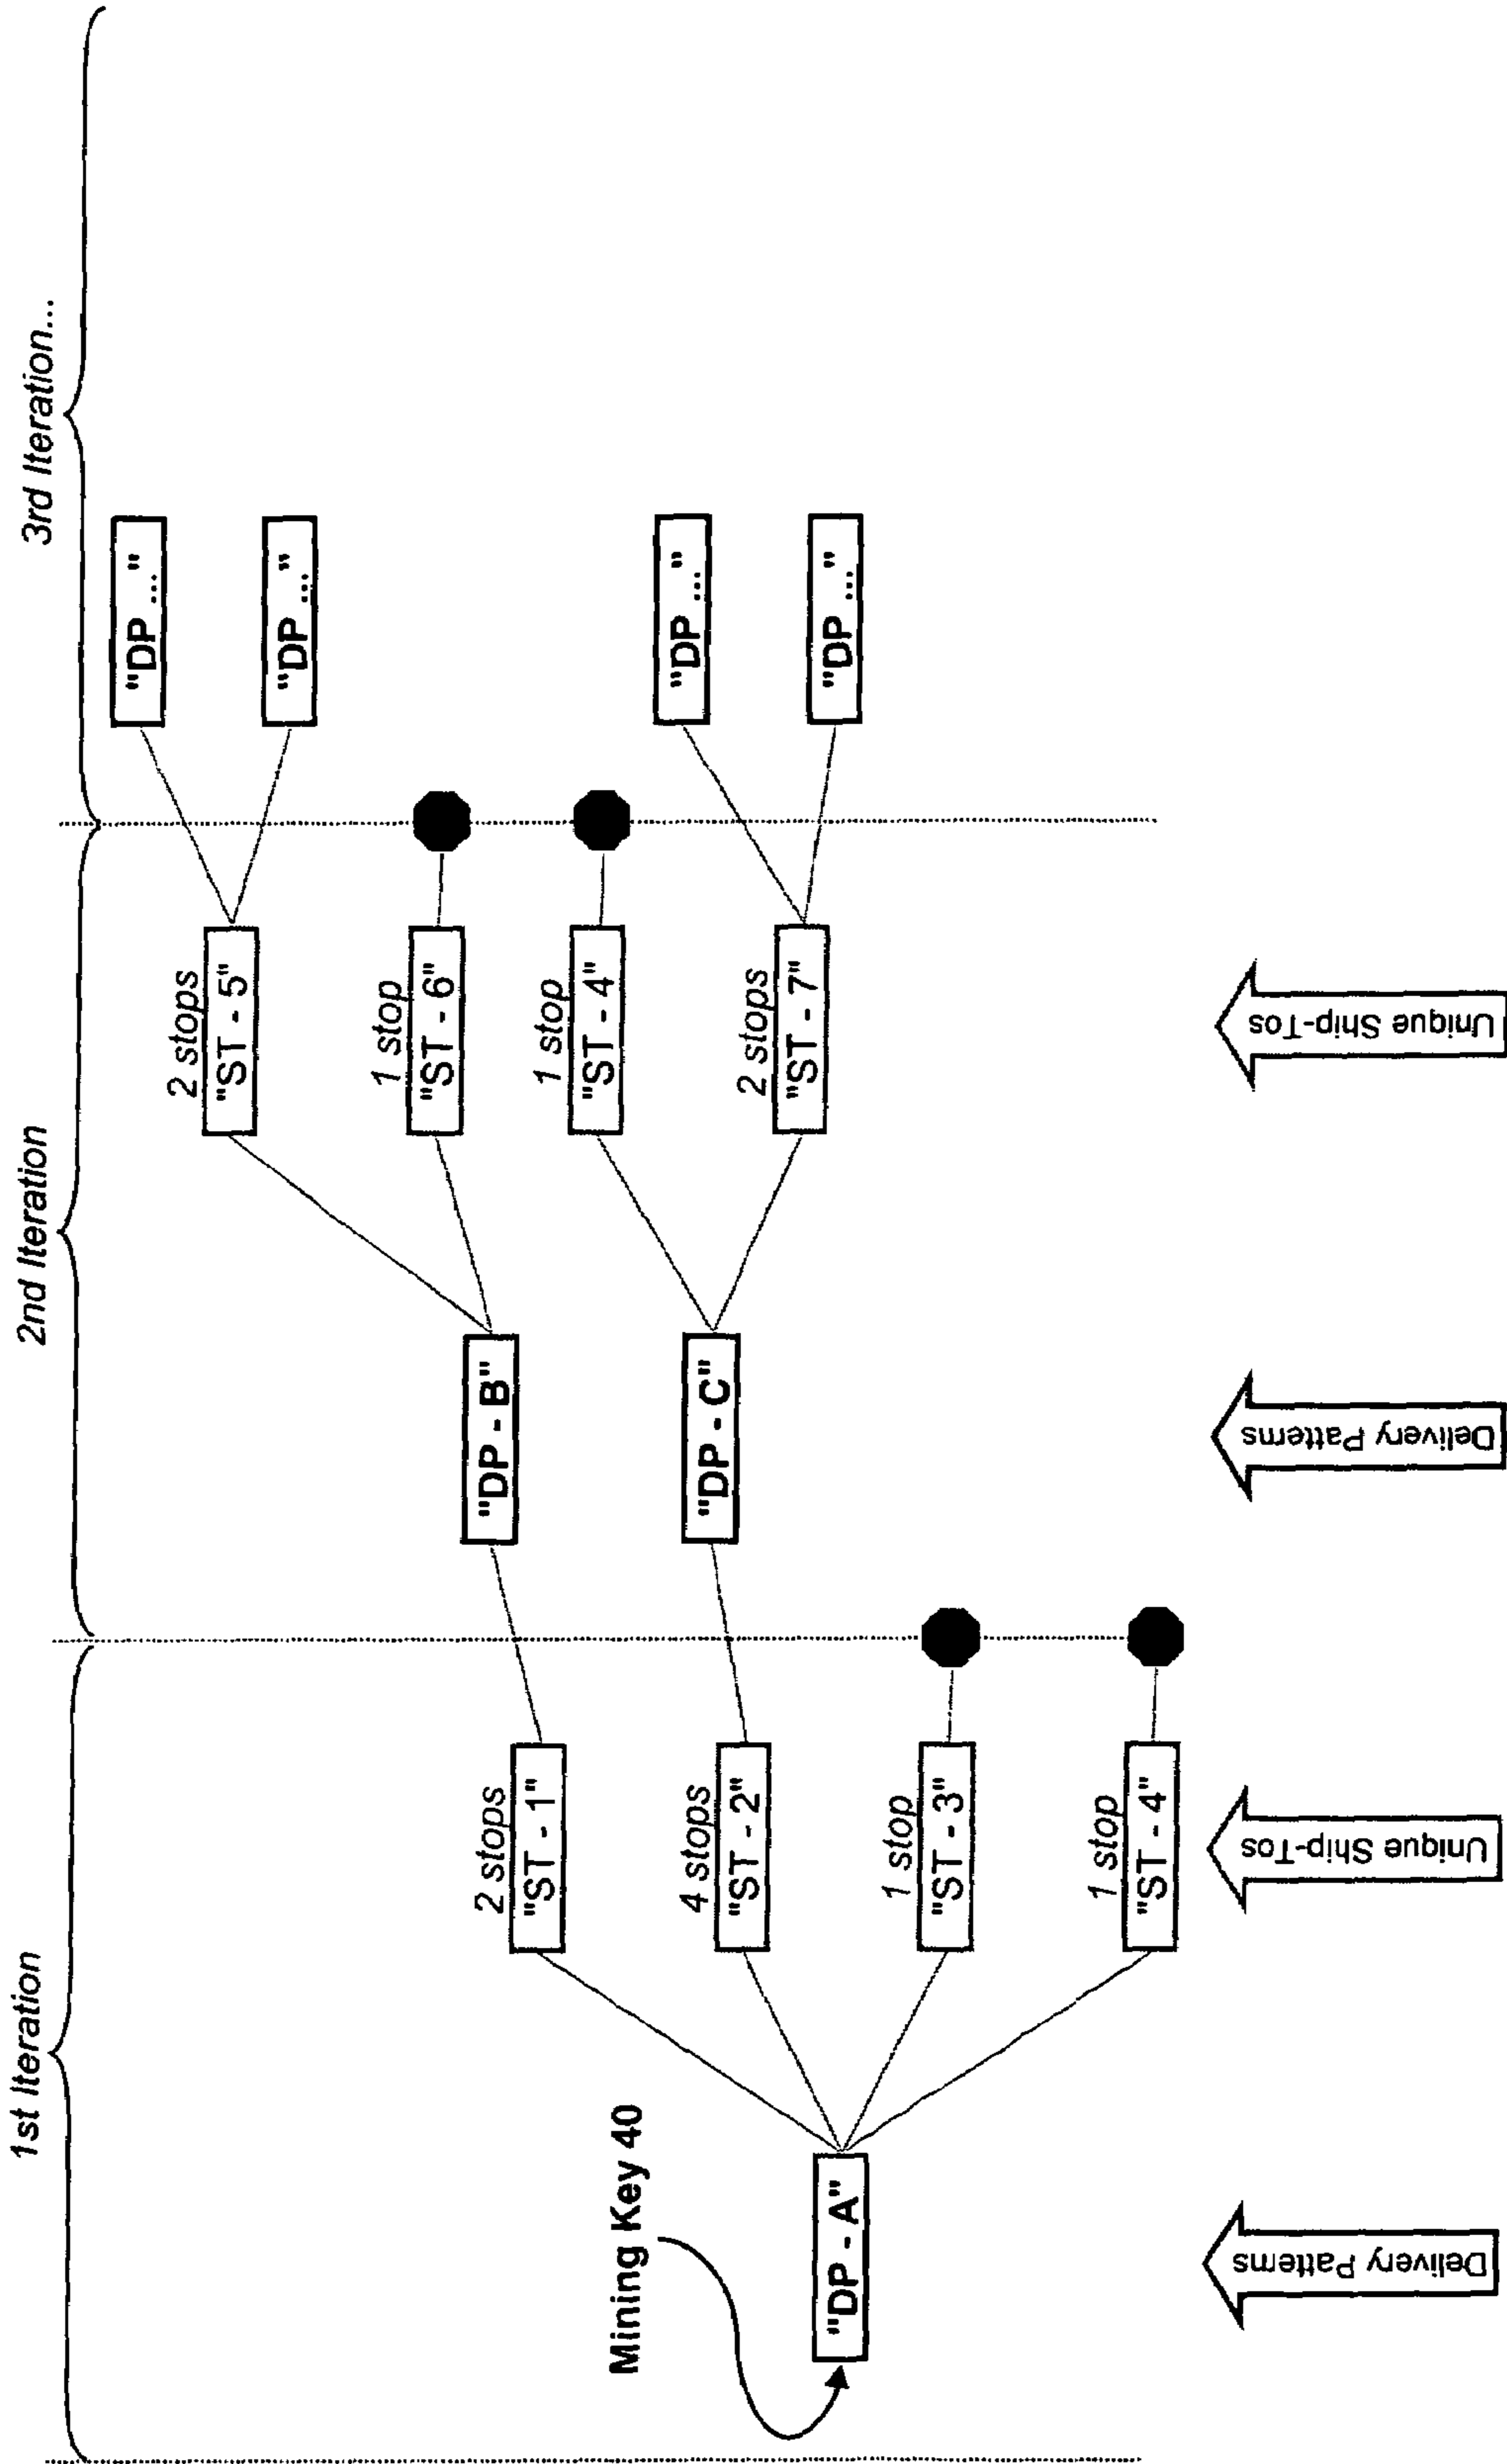 1st Iteration
2nd Iteration
3rd Iteration...
Mining Key 40
"DP - A"
2 stops
"ST - 1"
4 stops
"ST - 2"
1 stop
"ST - 3"
1 stop
"ST - 4"
"DP - B"
"DP - C"
2 stops
"ST - 5"
1 stop
"ST - 6"
1 stop
"ST - 4"
2 stops
"ST - 7"
"DP ..."
"DP ..."
"DP ..."
"DP ..."
Delivery Patterns
Unique Ship-Tos
Delivery Patterns
Unique Ship-Tos